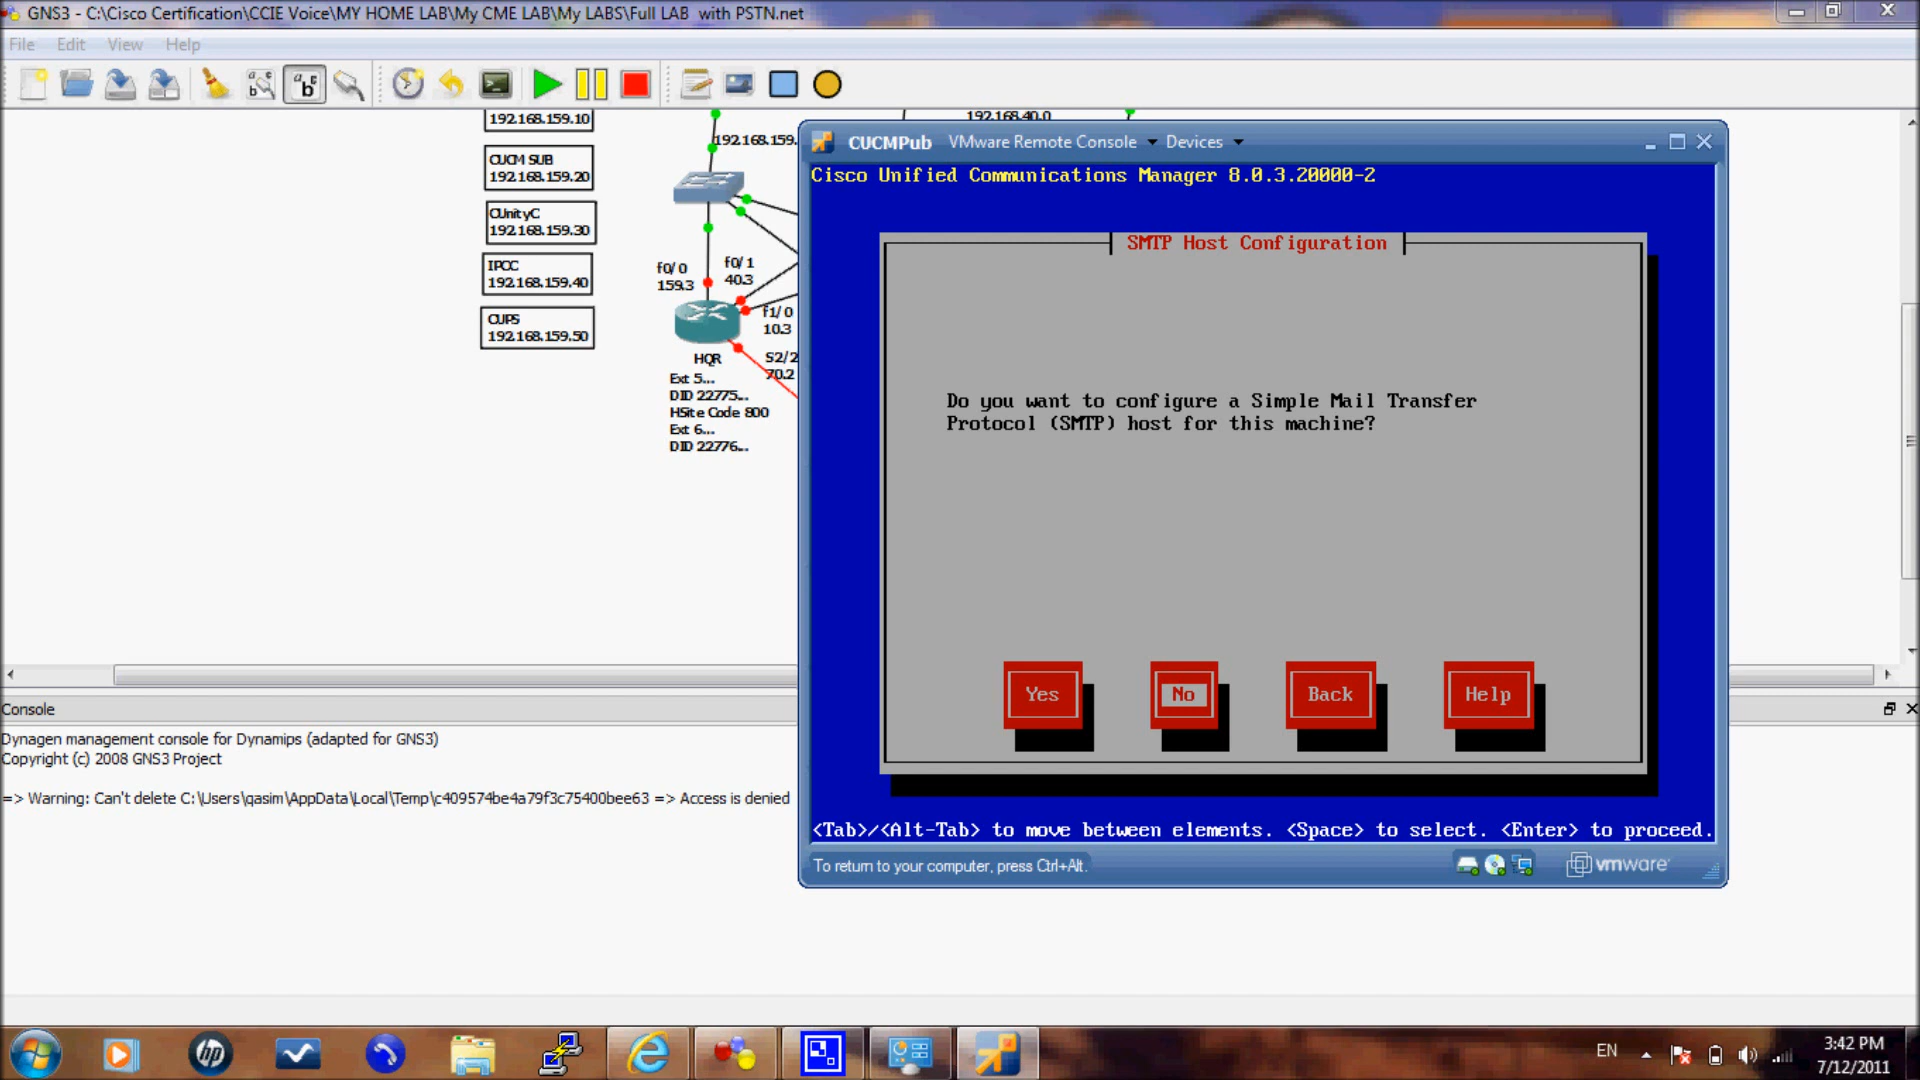 GNS3 - C:\Cisco Certification\CCIE Voice\MY HOME LAB\My CME LAB\My LABS\Full LAB  with PSTN.net
File Edit View Help
192.168.159.10
CUCM SUB
192.168.159.20
CUnityC
192.168.159.30
IPCC
192.168.159.40
CUPS
192.168.159.50
192.168.159.
192.168.40.0
f0/0
159.3
f0/1
40.3
f1/0
10.3
S2/2
70.2
HQR
Ext 5...
DID 22775...
HSite Code 800
Ext 6...
DID 22776...
CUCMPub VMware Remote Console Devices
Cisco Unified Communications Manager 8.0.3.20000-2
SMTP Host Configuration
Do you want to configure a Simple Mail Transfer
Protocol (SMTP) host for this machine?
Yes No Back Help
<Tab>/<Alt-Tab> to move between elements. <Space> to select. <Enter> to proceed.
To return to your computer, press Ctrl+Alt.
vmware
Console
Dynagen management console for Dynamips (adapted for GNS3)
Copyright (c) 2008 GNS3 Project
=> Warning: Can't delete C:\Users\qasim\AppData\Local\Temp\c409574be4a79f3c75400bee63 => Access is denied
hp
EN
3:42 PM
7/12/2011